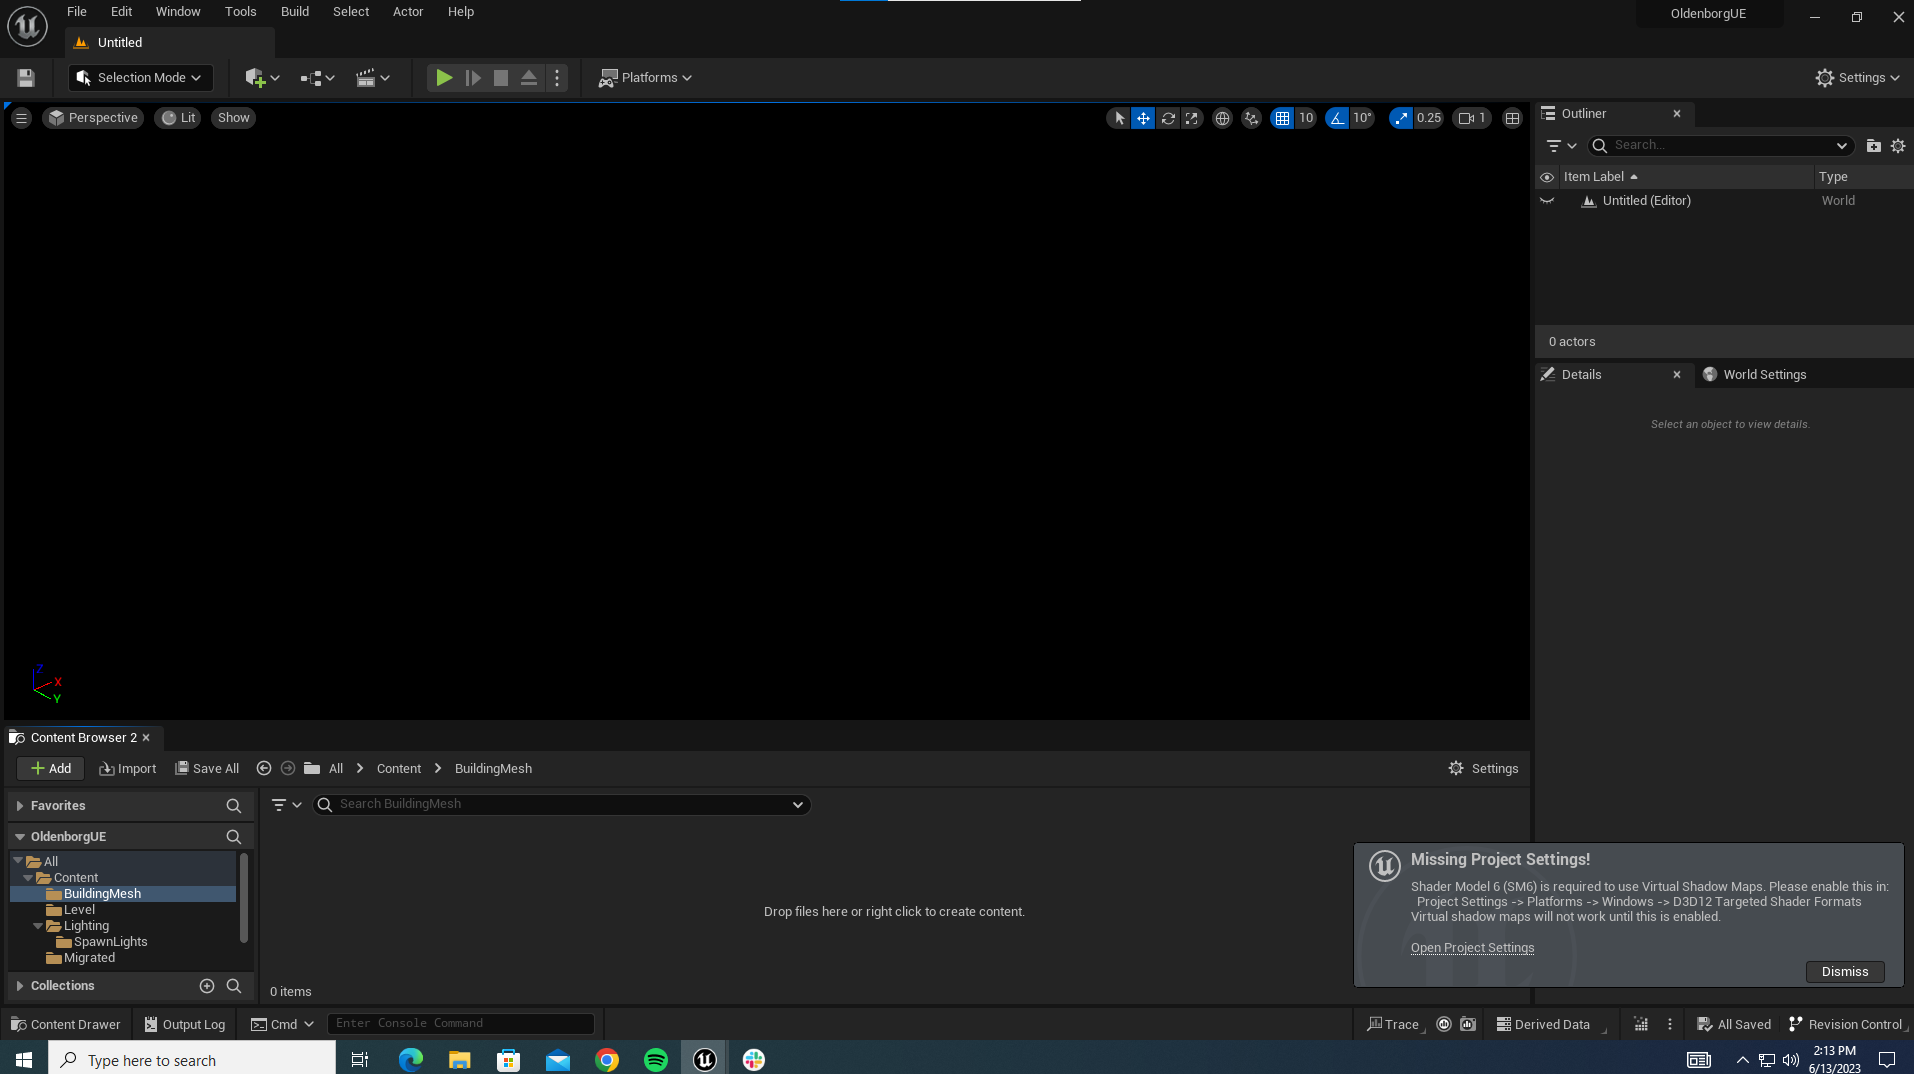 File Edit Window Tools Build Select Actor Help
OldenborgUE
Untitled
Selection Mode
Platforms
Settings
Perspective Lit Show
10 10° 0.25 1
Outliner
Search...
Item Label Type
Untitled (Editor) World
0 actors
Details World Settings
Select an object to view details.
Z
X
Y
Content Browser 2
Add Import Save All All Content BuildingMesh Settings
Favorites
Search BuildingMesh
OldenborgUE
All
Content
BuildingMesh
Level
Lighting
SpawnLights
Migrated
Drop files here or right click to create content.
Collections
0 items
Missing Project Settings!
Shader Model 6 (SM6) is required to use Virtual Shadow Maps. Please enable this in:
Project Settings -> Platforms -> Windows -> D3D12 Targeted Shader Formats
Virtual shadow maps will not work until this is enabled.
Open Project Settings
Dismiss
Content Drawer Output Log Cmd Enter Console Command Trace Derived Data All Saved Revision Control
Type here to search
2:13 PM
6/13/2023